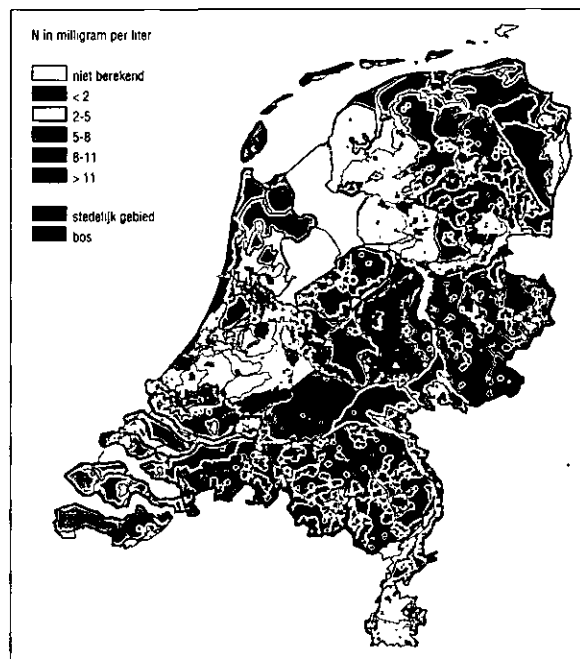 N in milligram per liter
niet berekend
< 2
2-5
5-8
8-11
> 11
stedelijk gebied
bos